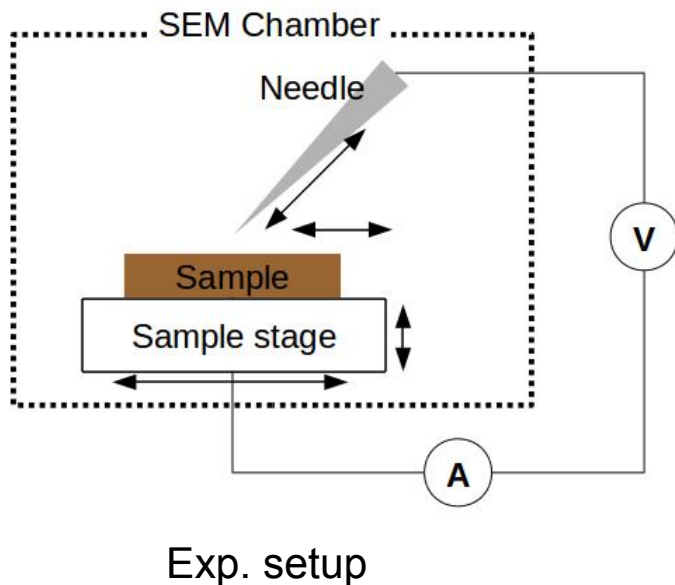 SEM Chamber
Needle
V
Sample
Sample stage
A
Exp. setup